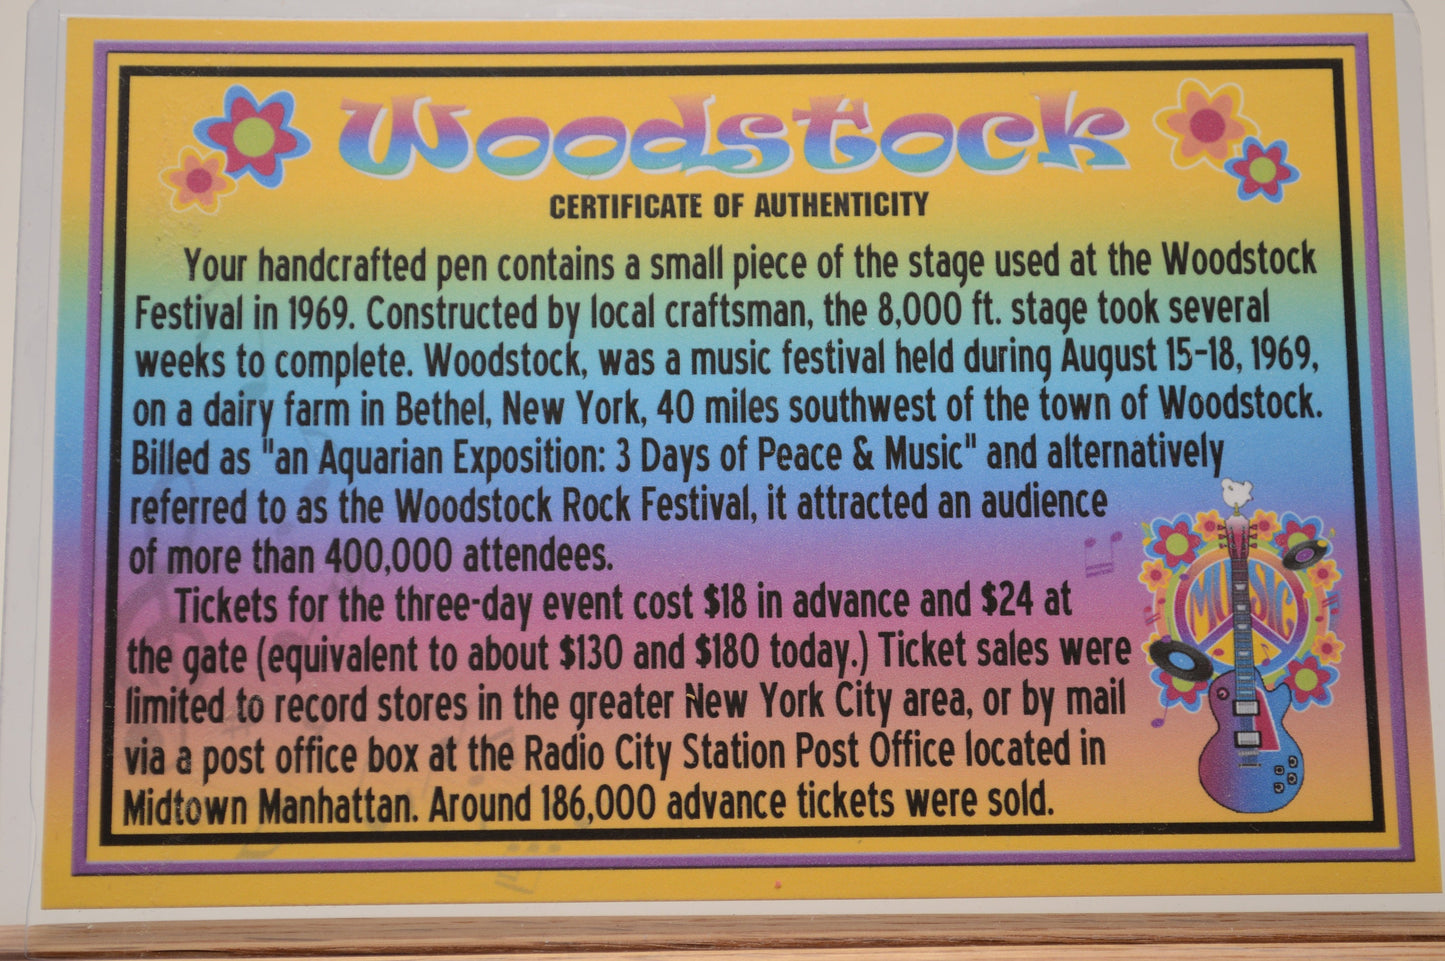 Woodstock
CERTIFICATE OF AUTHENTICITY
Your handcrafted pen contains a small piece of the stage used at the Woodstock
Festival in 1969. Constructed by local craftsman, the 8,000 ft. stage took several
weeks to complete. Woodstock, was a music festival held during August 15-18, 1969,
on a dairy farm in Bethel, New York, 40 miles southwest of the town of Woodstock.
Billed as "an Aquarian Exposition: 3 Days of Peace & Music" and alternatively
referred to as the Woodstock Rock Festival, it attracted an audience
of more than 400,000 attendees.
Tickets for the three-day event cost $18 in advance and $24 at
the gate (equivalent to about $130 and $180 today.) Ticket sales were
limited to record stores in the greater New York City area, or by mail
via a post office box at the Radio City Station Post Office located in
Midtown Manhattan. Around 186,000 advance tickets were sold.
MUSIC